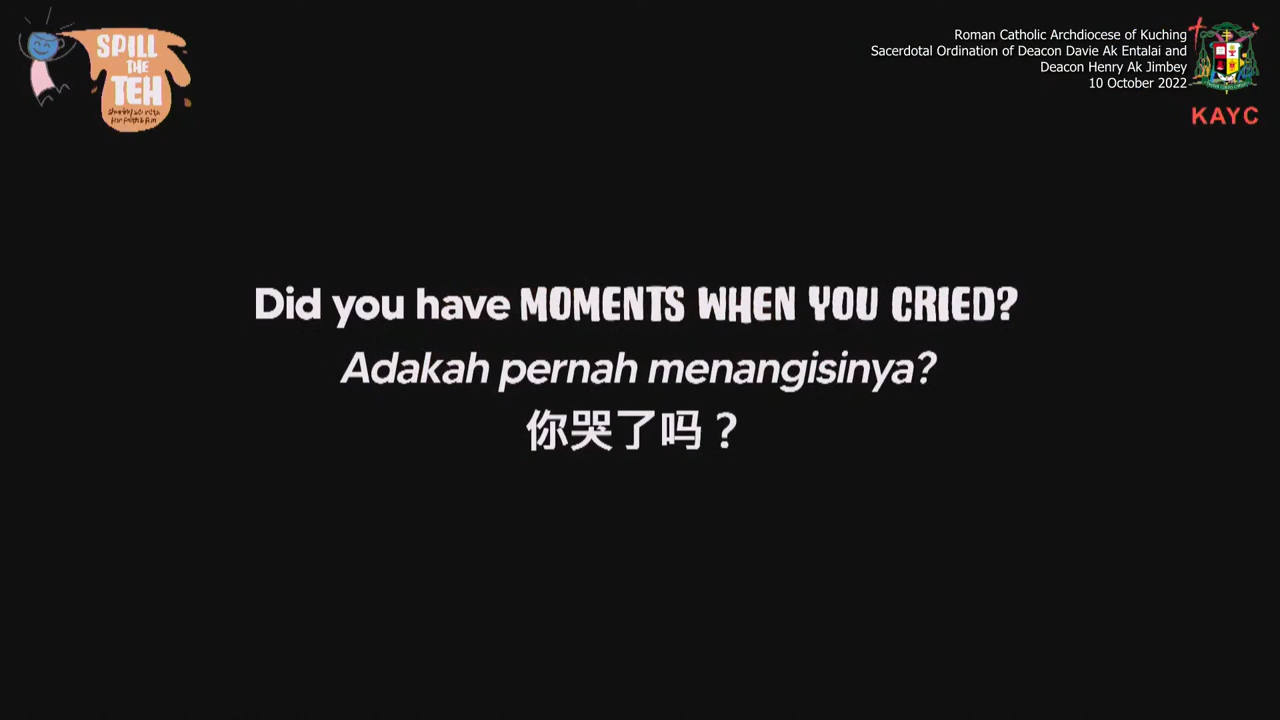 SPILL
THE
TEH
Roman Catholic Archdiocese of Kuching
Sacerdotal Ordination of Deacon Davie Ak Entalai and
Deacon Henry Ak Jimbey
10 October 2022
KAYC
Did you have MOMENTS WHEN YOU CRIED?
Adakah pernah menangisinya?
你哭了吗？